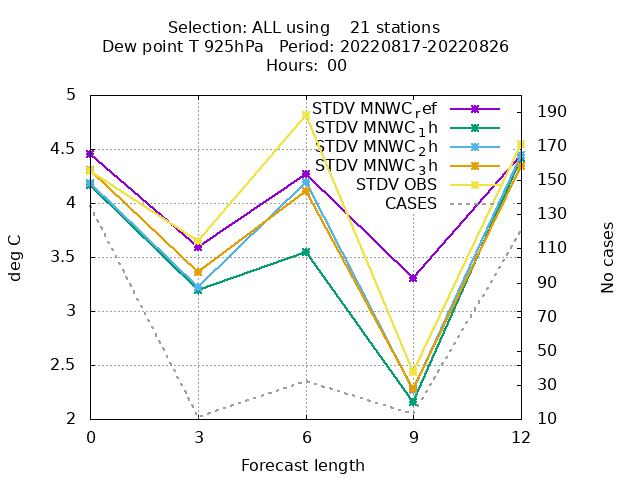 Selection: ALL using    21 stations
Dew point T 925hPa   Period: 20220817-20220826
Hours: 00
5
4.5
4
3.5
3
2.5
2
deg C
0
3
6
9
12
Forecast length
190
170
150
130
110
90
70
50
30
10
No cases
STDV MNWC_ref
STDV MNWC_1h
STDV MNWC_2h
STDV MNWC_3h
STDV OBS
CASES